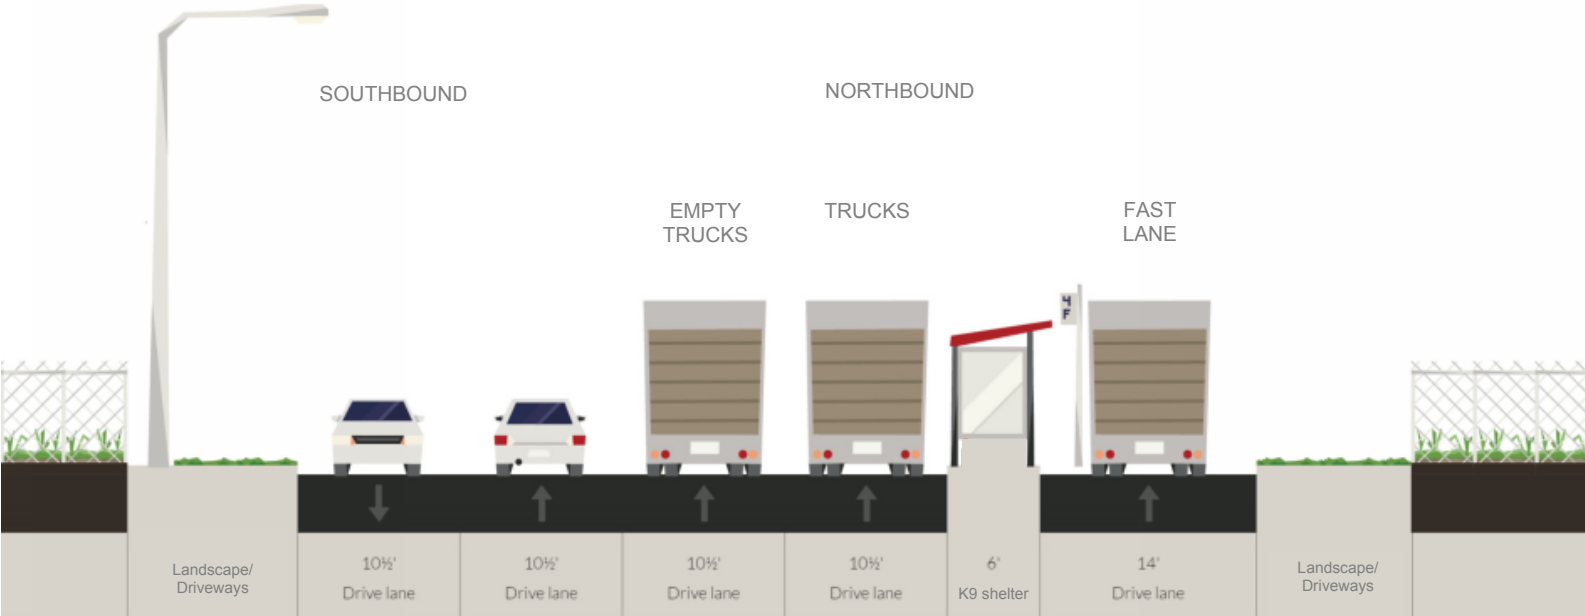 SOUTHBOUND
NORTHBOUND
EMPTY
TRUCKS
TRUCKS
FAST
LANE
Landscape/
Driveways
10½'
Drive lane
10½'
Drive lane
10½'
Drive lane
10½'
Drive lane
6'
K9 shelter
14'
Drive lane
Landscape/
Driveways